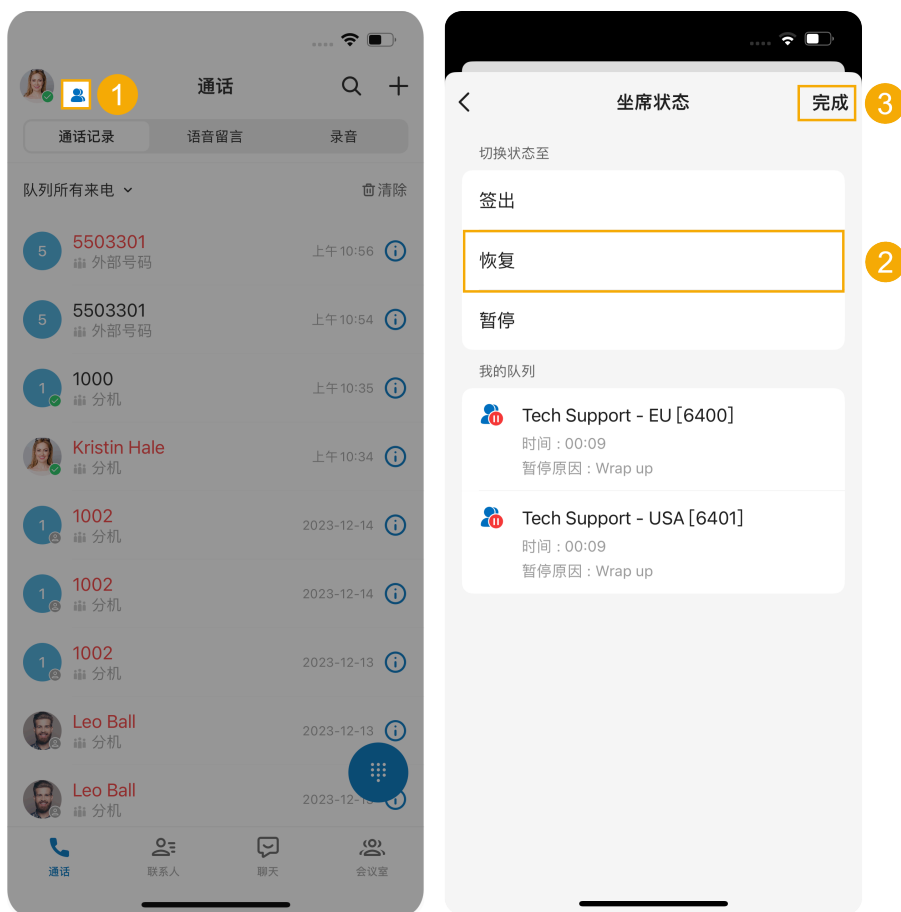 1
通话
通话记录
语音留言
录音
队列所有来电
清除
5
5503301
外部号码
上午10:56
5
5503301
外部号码
上午10:54
1
1000
分机
上午10:35
Kristin Hale
分机
上午10:34
1
1002
分机
2023-12-14
1
1002
分机
2023-12-14
1
1002
分机
2023-12-13
Leo Ball
分机
2023-12-13
Leo Ball
分机
通话
联系人
聊天
会议室
坐席状态
完成
3
切换状态至
签出
恢复
2
暂停
我的队列
Tech Support - EU [6400]
时间 : 00:09
暂停原因 : Wrap up
Tech Support - USA [6401]
时间 : 00:09
暂停原因 : Wrap up